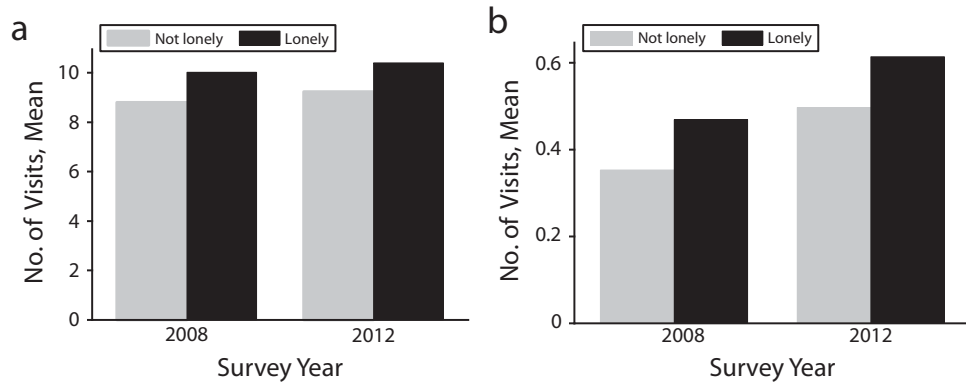 a
Not lonely Lonely
No. of Visits, Mean
10
8
6
4
2
0
2008 2012
Survey Year
b
Not lonely Lonely
No. of Visits, Mean
0.6
0.4
0.2
0
2008 2012
Survey Year